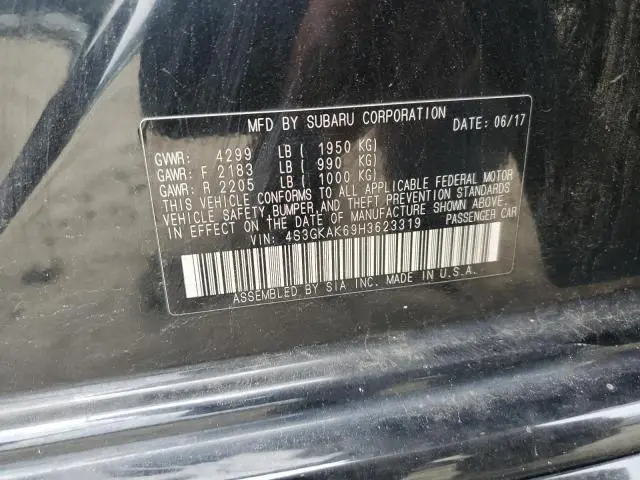 MFD BY SUBARU CORPORATION DATE: 06/17
GVWR: 4299 LB ( 1950 KG)
GAWR: F 2183 LB ( 990 KG)
GAWR: R 2205 LB ( 1000 KG)
THIS VEHICLE CONFORMS TO ALL APPLICABLE FEDERAL MOTOR
VEHICLE SAFETY, BUMPER, AND THEFT PREVENTION STANDARDS
IN EFFECT ON THE DATE OF MANUFACTURE SHOWN ABOVE.
VIN: 4S3GKAK69H3623319 PASSENGER CAR
ASSEMBLED BY SIA INC. MADE IN U.S.A.